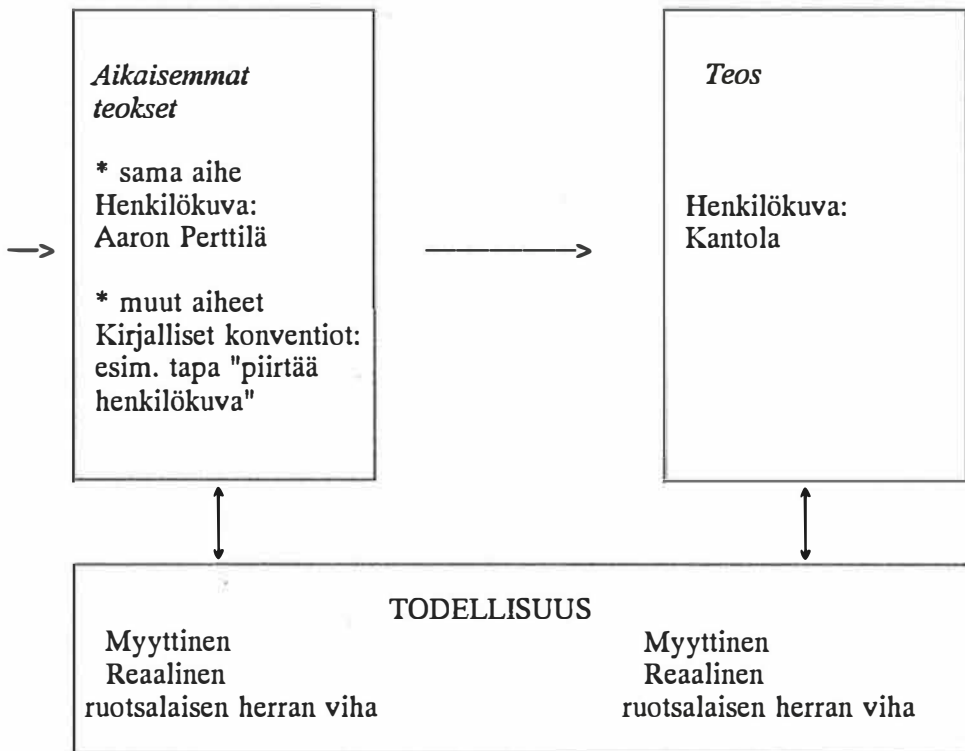 Aikaisemmat
teokset
* sama aihe
Henkilökuva:
Aaron Perttilä
* muut aiheet
Kirjalliset konventiot:
esim. tapa "piirtää
henkilökuva"
Teos
Henkilökuva:
Kantola
TODELLISUUS
Myyttinen
Reaalinen
ruotsalaisen herran viha
Myyttinen
Reaalinen
ruotsalaisen herran viha